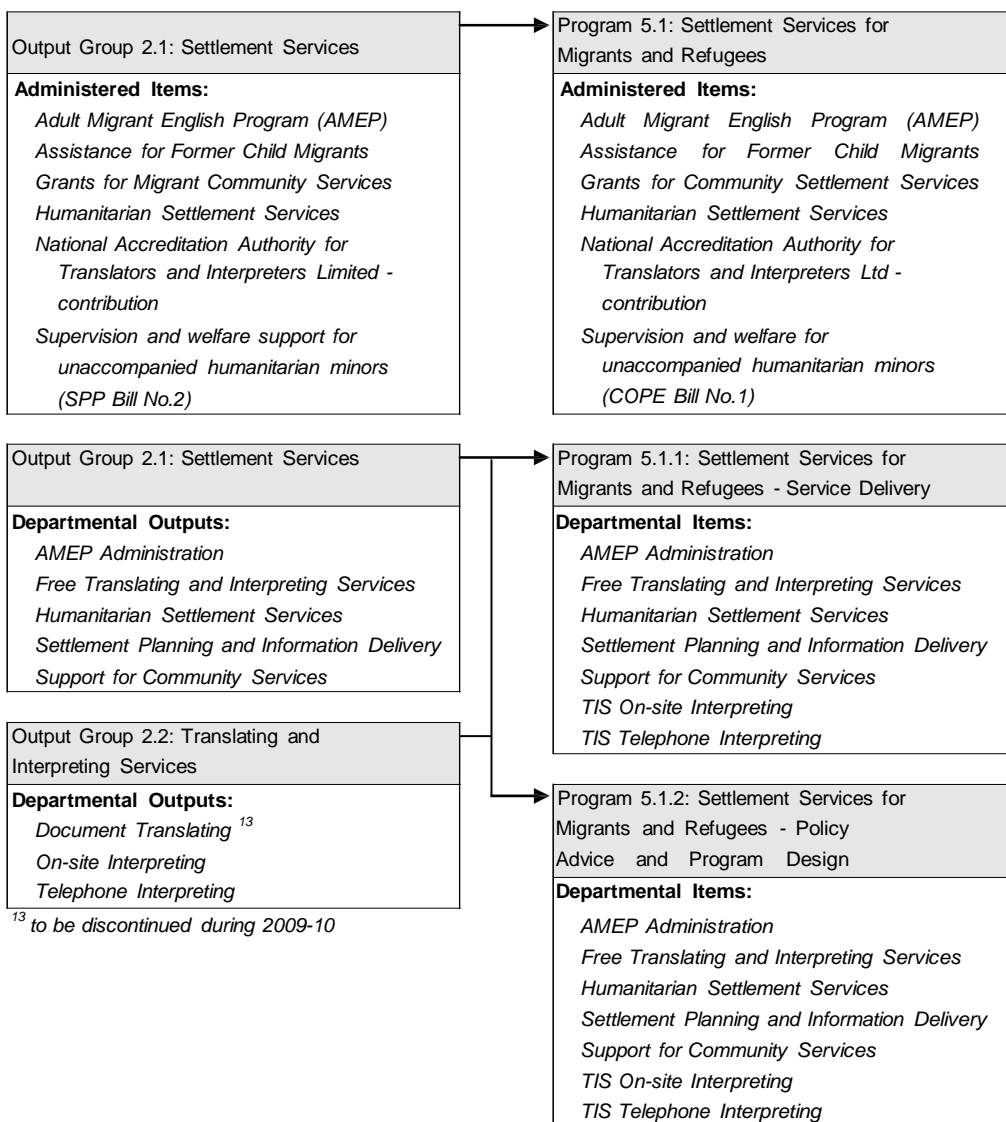 Output Group 2.1: Settlement Services
Administered Items:
Adult Migrant English Program (AMEP)
Assistance for Former Child Migrants
Grants for Migrant Community Services
Humanitarian Settlement Services
National Accreditation Authority for
Translators and Interpreters Limited -
contribution
Supervision and welfare support for
unaccompanied humanitarian minors
(SPP Bill No.2)
Program 5.1: Settlement Services for
Migrants and Refugees
Administered Items:
Adult Migrant English Program (AMEP)
Assistance for Former Child Migrants
Grants for Community Settlement Services
Humanitarian Settlement Services
National Accreditation Authority for
Translators and Interpreters Ltd -
contribution
Supervision and welfare for
unaccompanied humanitarian minors
(COPE Bill No.1)
Output Group 2.1: Settlement Services
Departmental Outputs:
AMEP Administration
Free Translating and Interpreting Services
Humanitarian Settlement Services
Settlement Planning and Information Delivery
Support for Community Services
Output Group 2.2: Translating and
Interpreting Services
Departmental Outputs:
Document Translating 13
On-site Interpreting
Telephone Interpreting
13 to be discontinued during 2009-10
Program 5.1.1: Settlement Services for
Migrants and Refugees - Service Delivery
Departmental Items:
AMEP Administration
Free Translating and Interpreting Services
Humanitarian Settlement Services
Settlement Planning and Information Delivery
Support for Community Services
TIS On-site Interpreting
TIS Telephone Interpreting
Program 5.1.2: Settlement Services for
Migrants and Refugees - Policy
Advice and Program Design
Departmental Items:
AMEP Administration
Free Translating and Interpreting Services
Humanitarian Settlement Services
Settlement Planning and Information Delivery
Support for Community Services
TIS On-site Interpreting
TIS Telephone Interpreting